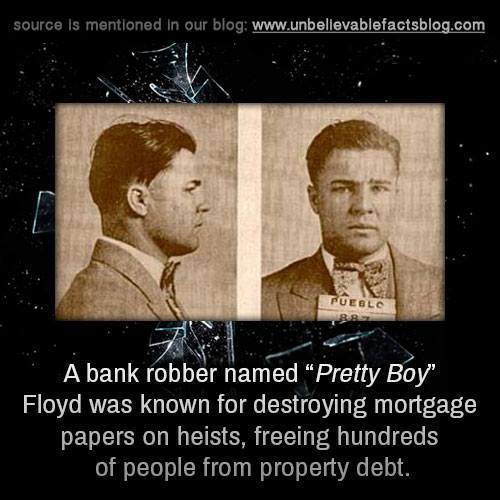 source is mentioned in our blog: www.unbelievablefactsblog.com
PUEBLO
887
A bank robber named “Pretty Boy”
Floyd was known for destroying mortgage
papers on heists, freeing hundreds
of people from property debt.